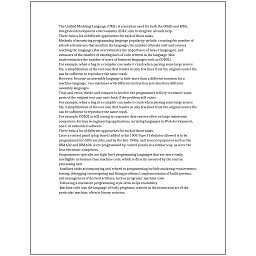 The Unified Modeling Language (UML) is a notation used for both the OOAD and MDA.
Integrated development environments (IDEs) aim to integrate all such help.
There exist a lot of different approaches for each of those tasks.
Methods of measuring programming language popularity include: counting the number of
job advertisements that mention the language, the number of books sold and courses
teaching the language (this overestimates the importance of newer languages), and
estimates of the number of existing lines of code written in the language (this
underestimates the number of users of business languages such as COBOL).
For example, when a bug in a compiler can make it crash when parsing some large source
file, a simplification of the test case that results in only few lines from the original source file
can be sufficient to reproduce the same crash.
However, because an assembly language is little more than a different notation for a
machine language, two machines with different instruction sets also have different
assembly languages.
Trial-and-error/divide-and-conquer is needed: the programmer will try to remove some
parts of the original test case and check if the problem still exists.
For example, when a bug in a compiler can make it crash when parsing some large source
file, a simplification of the test case that results in only few lines from the original source file
can be sufficient to reproduce the same crash.
For example, COBOL is still strong in corporate data centers often on large mainframe
computers, Fortran in engineering applications, scripting languages in Web development,
and C in embedded software.
There exist a lot of different approaches for each of those tasks.
Later a control panel (plug board) added to his 1906 Type I Tabulator allowed it to be
programmed for different jobs, and by the late 1940s, unit record equipment such as the
IBM 602 and IBM 604, were programmed by control panels in a similar way, as were the
first electronic computers.
Programmers typically use high-level programming languages that are more easily
intelligible to humans than machine code, which is directly executed by the central
processing unit.
Auxiliary tasks accompanying and related to programming include analyzing requirements,
testing, debugging (investigating and fixing problems), implementation of build systems,
and management of derived artifacts, such as programs' machine code.
Following a consistent programming style often helps readability.
Machine code was the language of early programs, written in the instruction set of the
particular machine, often in binary notation.